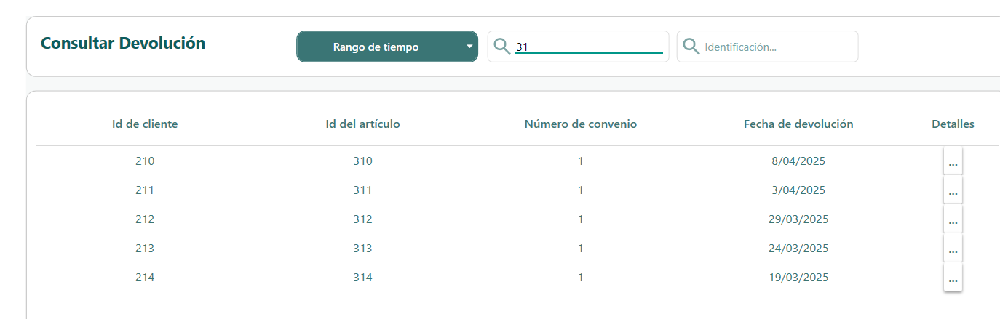 Consultar Devolución Rango de tiempo 31 Identificación...
Id de cliente Id del artículo Número de convenio Fecha de devolución Detalles
210 310 1 8/04/2025 ...
211 311 1 3/04/2025 ...
212 312 1 29/03/2025 ...
213 313 1 24/03/2025 ...
214 314 1 19/03/2025 ...